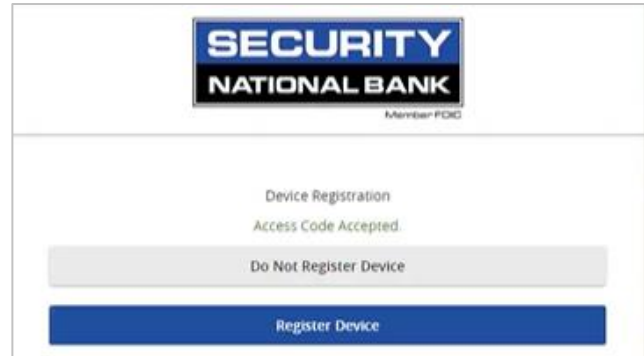 SECURITY
NATIONAL BANK
Member FDIC
Device Registration
Access Code Accepted.
Do Not Register Device
Register Device